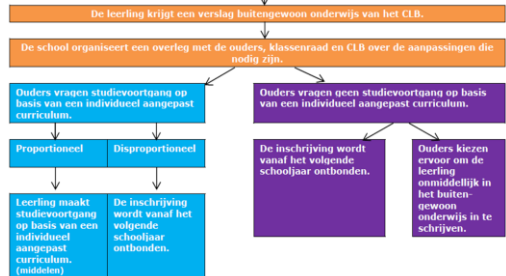 De leerling krijgt een verslag buitengewoon onderwijs van het CLB.
De school organiseert een overleg met de ouders, klassenraad en CLB over de aanpassingen die
nodig zijn.
Ouders vragen studievoortgang op
basis van een individueel aangepast
curriculum.
Ouders vragen geen studievoortgang op basis
van een individueel aangepast curriculum.
Proportioneel
Disproportioneel
De inschrijving wordt
vanaf het volgende
schooljaar ontbonden.
Ouders kiezen
ervoor om de
leerling
onmiddellijk in
het buiten-
gewoon
onderwijs in te
schrijven.
Leerling maakt
studievoortgang
op basis van een
individueel
aangepast
curriculum.
(middelen)
De inschrijving
wordt vanaf het
volgende
schooljaar
ontbonden.